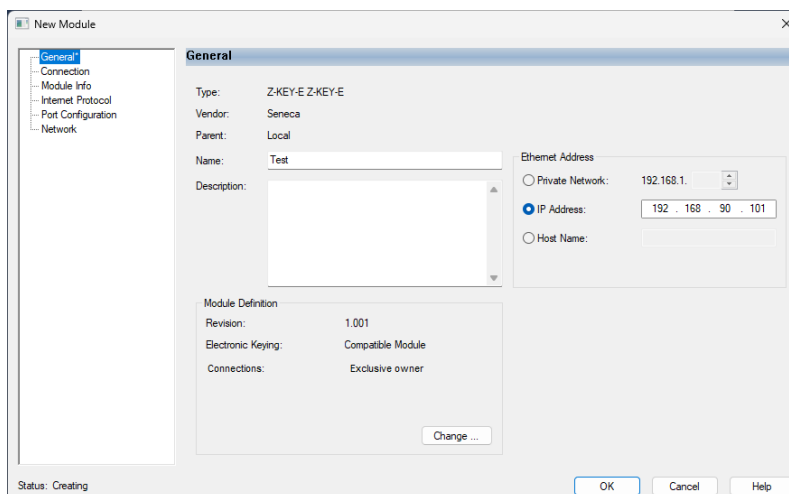 New Module
General*
Connection
Module Info
Internet Protocol
Port Configuration
Network
General
Type: Z-KEY-E Z-KEY-E
Vendor: Seneca
Parent: Local
Name: Test
Description:
Ethernet Address
Private Network: 192.168.1.
IP Address: 192 . 168 . 90 . 101
Host Name:
Module Definition
Revision: 1.001
Electronic Keying: Compatible Module
Connections: Exclusive owner
Change ...
Status: Creating
OK Cancel Help